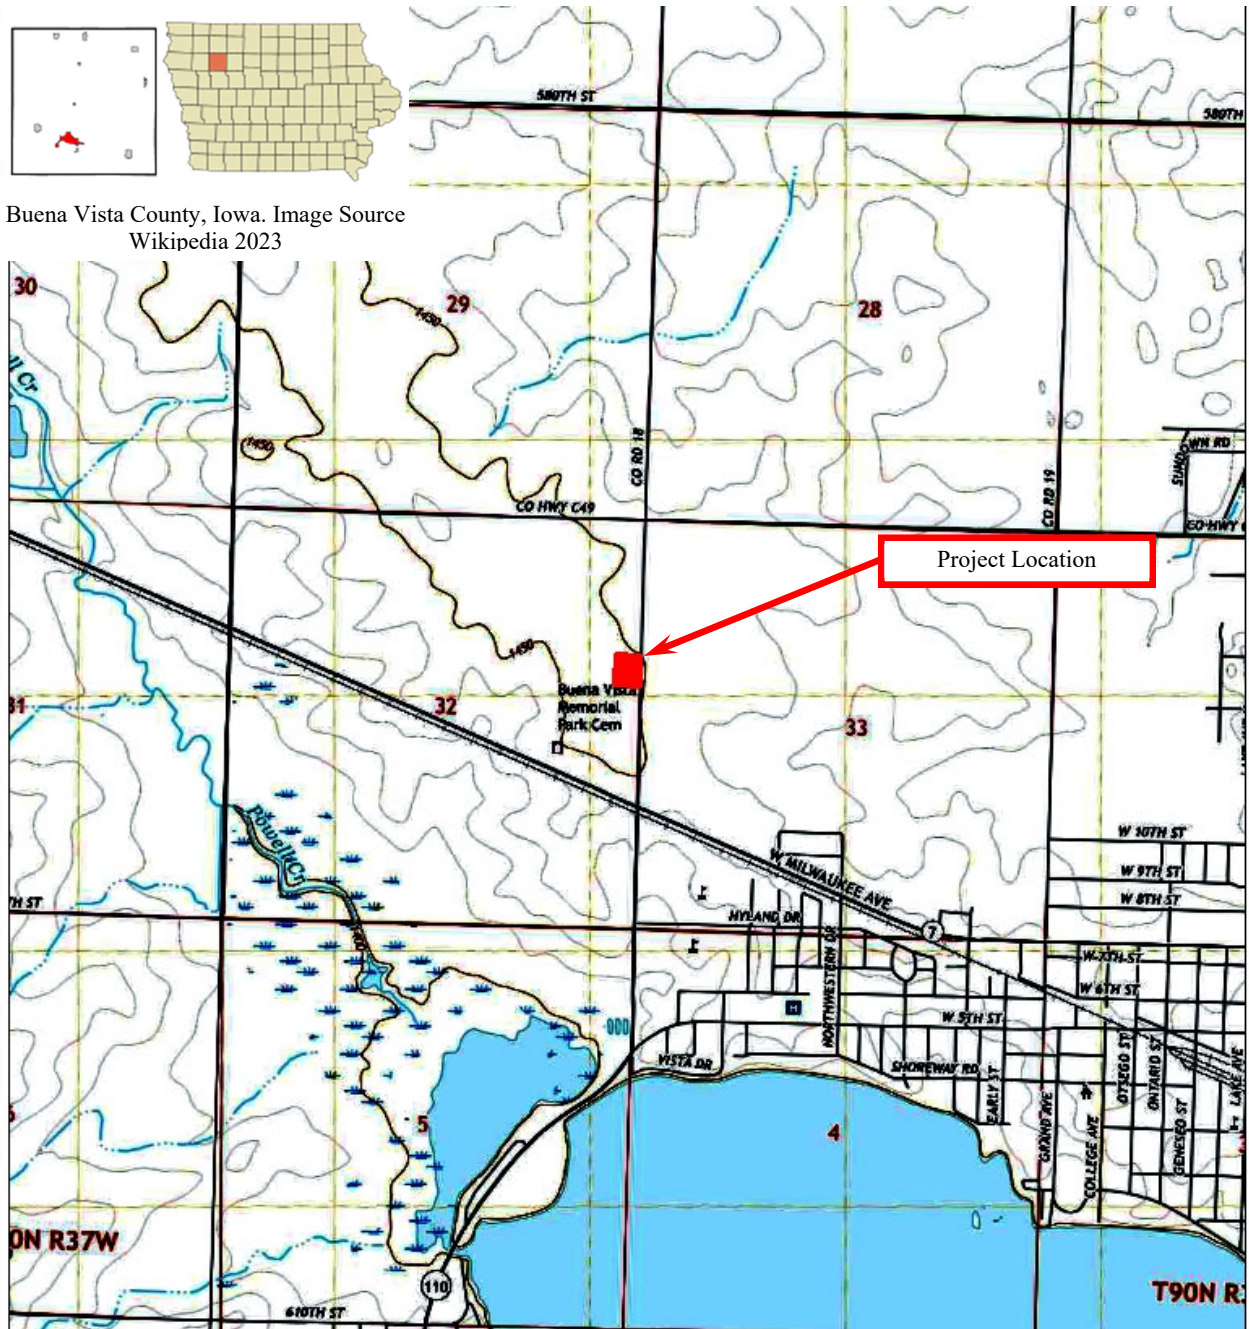 Buena Vista County, Iowa. Image Source
Wikipedia 2023
580TH ST
580TH
30
29
28
1450
ll Cr
1450
CO RD 18
CO RD 19
WN RD
CO HWY C49
CO HWY
Project Location
1450
Buena Vista
Memorial
Park Cem
31
32
33
Powell Cr
W 10TH ST
W MILWAUKEE AVE
W 9TH ST
W 8TH ST
H ST
HYLAND DR
7
W 7TH ST
NORTHWESTERN DR
W 6TH ST
H
W 5TH ST
900
VISTA DR
SHOREWAY RD
EARLY ST
OTSEGO ST
ONTARIO ST
LAKE AVE
GRAND AVE
COLLEGE AVE
GENESEO ST
5
4
0N R37W
110
T90N R
610TH ST